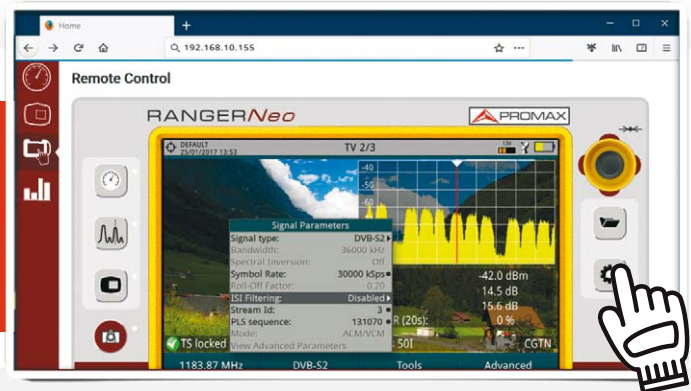 Home
192.168.10.155
Remote Control
RANGERNeo
PROMAX
DEFAULT
25/01/2017 13:53
TV 2/3
13V
-40
-50
-60
Signal Parameters
Signal type: DVB-S2
Bandwidth: 36000 kHz
Spectral Inversion: Off
Symbol Rate: 30000 kSps
Roll-Off Factor: 0.20
ISI Filtering: Disabled
Stream Id: 3
PLS sequence: 131070
Mode: ACM/VCM
View Advanced Parameters
-42.0 dBm
14.5 dB
15.6 dB
R (20s): 0 %
TS locked
50I
CGTN
1183.87 MHz
DVB-S2
Tools
Advanced